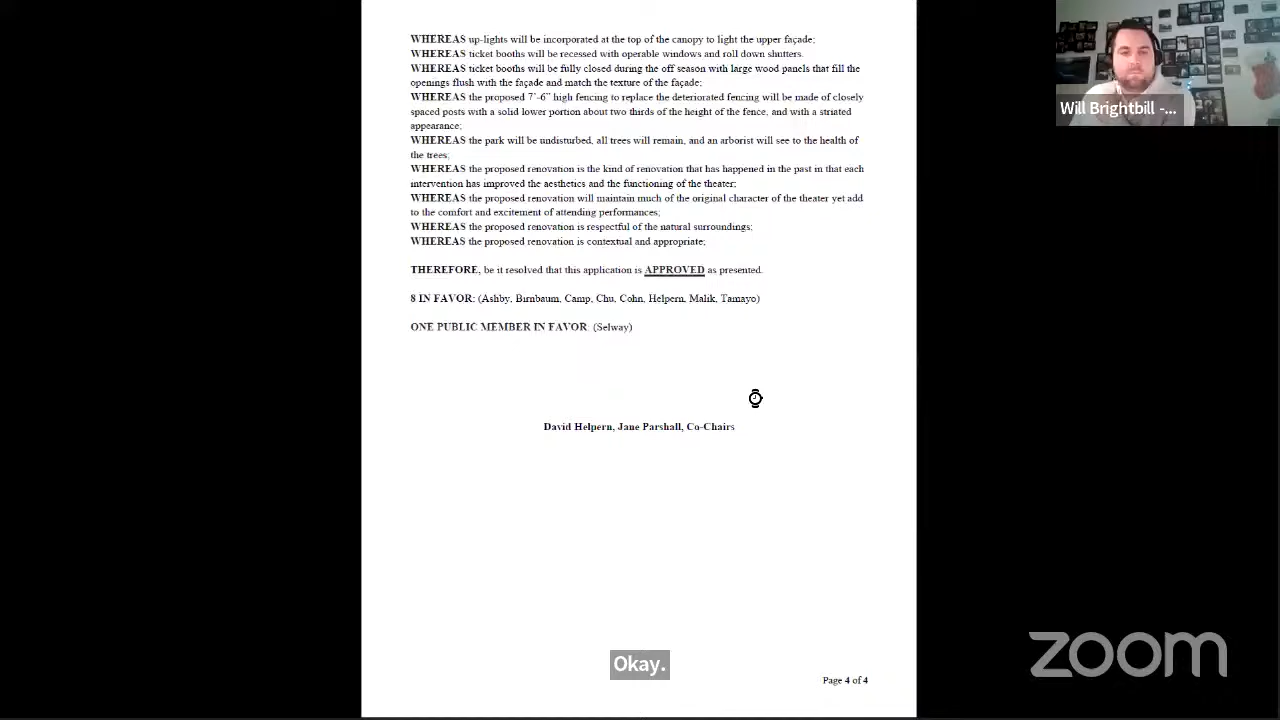 WHEREAS up-lights will be incorporated at the top of the canopy to light the upper façade;
WHEREAS ticket booths will be recessed with operable windows and roll down shutters.
WHEREAS ticket booths will be fully closed during the off season with large wood panels that fill the
openings flush with the façade and match the texture of the façade;
WHEREAS the proposed 7'-6" high fencing to replace the deteriorated fencing will be made of closely
spaced posts with a solid lower portion about two thirds of the height of the fence, and with a striated
appearance;
WHEREAS the park will be undisturbed, all trees will remain, and an arborist will see to the health of
the trees;
WHEREAS the proposed renovation is the kind of renovation that has happened in the past in that each
intervention has improved the aesthetics and the functioning of the theater;
WHEREAS the proposed renovation will maintain much of the original character of the theater yet add
to the comfort and excitement of attending performances;
WHEREAS the proposed renovation is respectful of the natural surroundings;
WHEREAS the proposed renovation is contextual and appropriate;
THEREFORE, be it resolved that this application is APPROVED as presented.
8 IN FAVOR: (Ashby, Birnbaum, Camp, Chu, Cohn, Helpern, Malik, Tamayo)
ONE PUBLIC MEMBER IN FAVOR: (Selway)
David Helpern, Jane Parshall, Co-Chairs
Page 4 of 4
Will Brightbill -...
Okay.
zoom